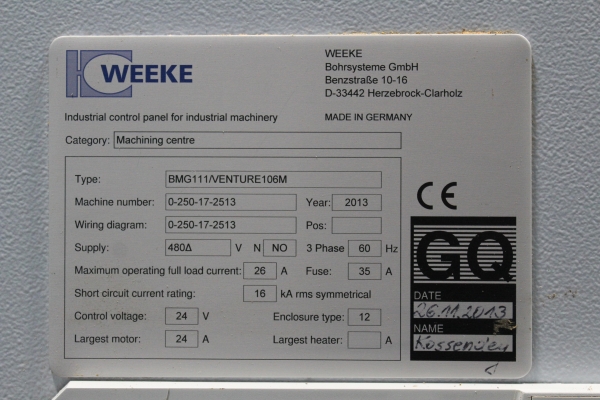 WEEKE
WEEKE
Bohrsysteme GmbH
Benzstraße 10-16
D-33442 Herzebrock-Clarholz
Industrial control panel for industrial machinery MADE IN GERMANY
Category: Machining centre
Type: BMG111/VENTURE106M
Machine number: 0-250-17-2513 Year: 2013
Wiring diagram: 0-250-17-2513 Pos:
Supply: 480Δ V N NO 3 Phase 60 Hz
Maximum operating full load current: 26 A Fuse: 35 A
Short circuit current rating: 16 kA rms symmetrical
Control voltage: 24 V Enclosure type: 12
Largest motor: 24 A Largest heater: A
CE
GQ
DATE
26.11.2013
NAME